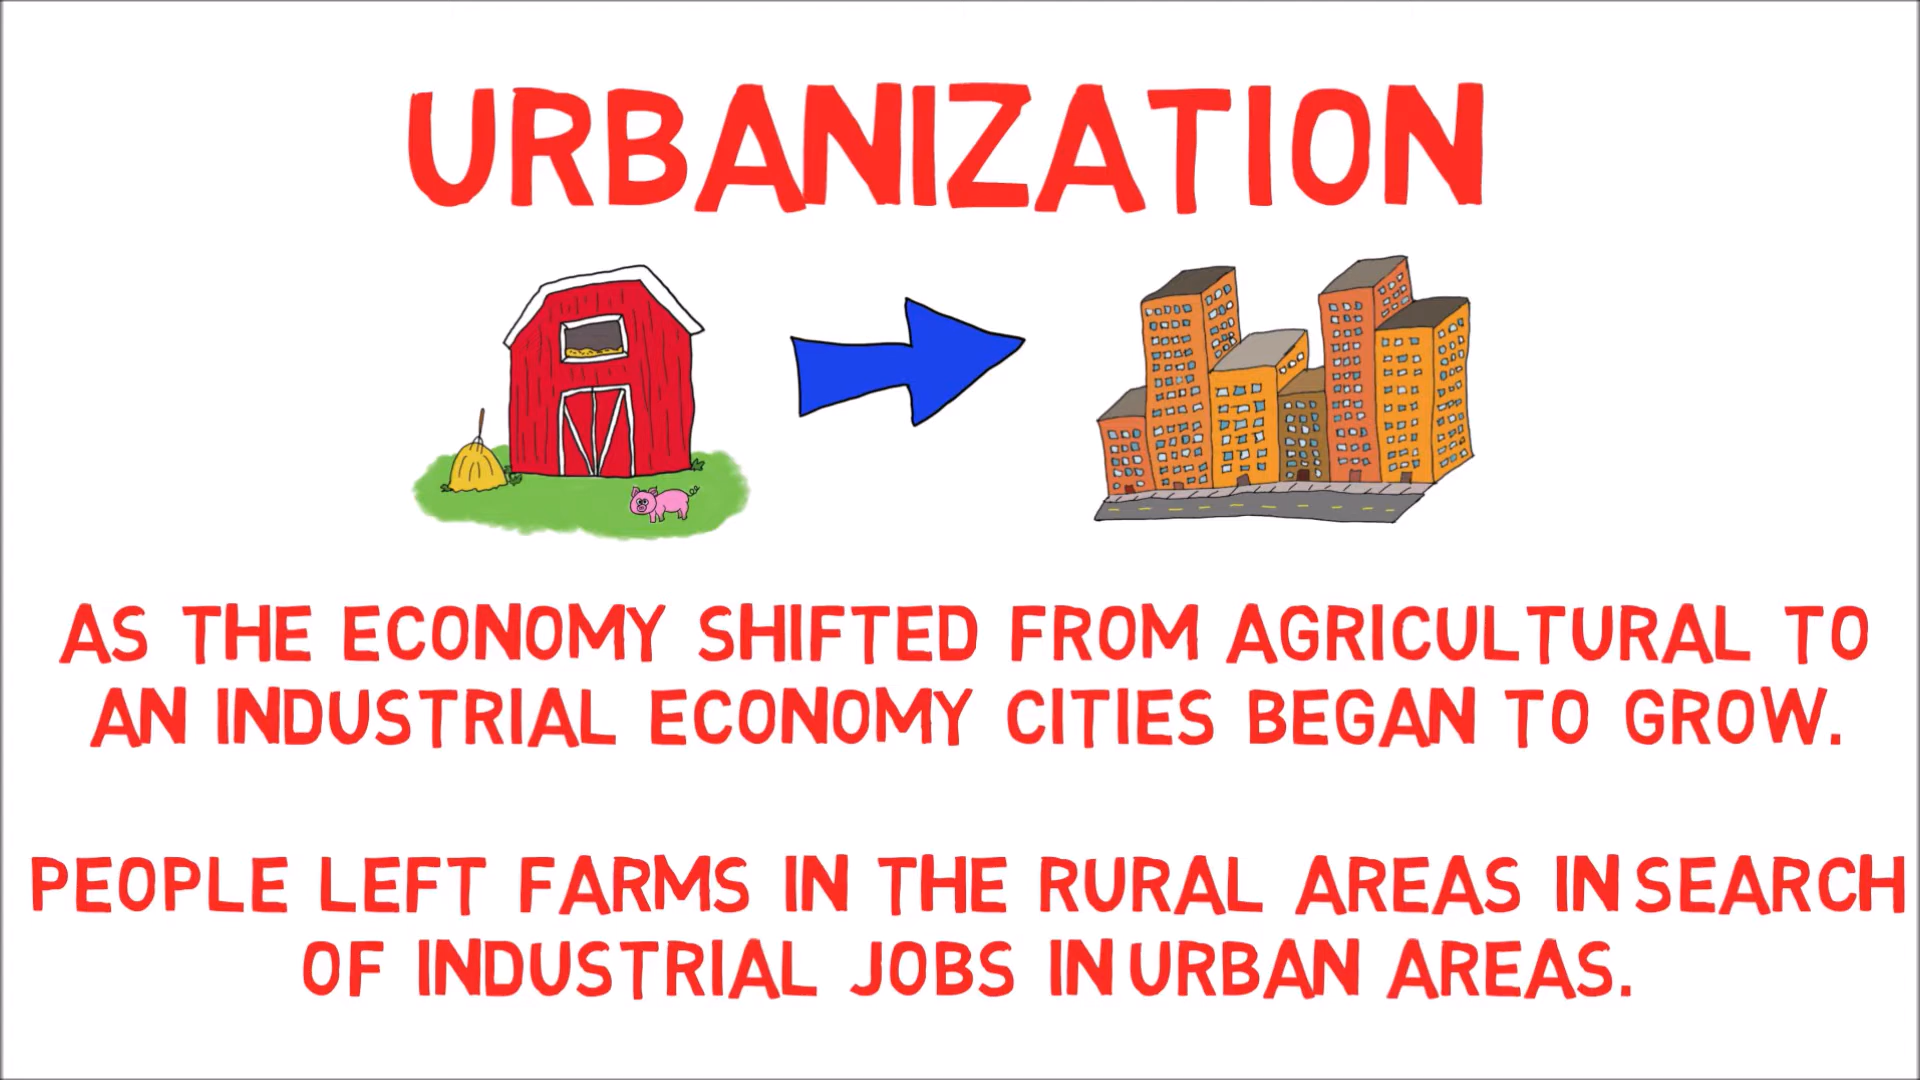 URBANIZATION
AS THE ECONOMY SHIFTED FROM AGRICULTURAL TO
AN INDUSTRIAL ECONOMY CITIES BEGAN TO GROW.
PEOPLE LEFT FARMS IN THE RURAL AREAS IN SEARCH
OF INDUSTRIAL JOBS IN URBAN AREAS.